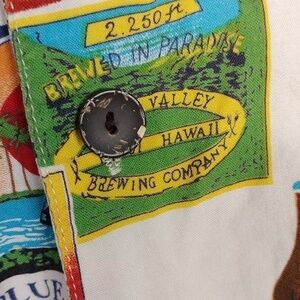 2.250 ft.
BREWED IN PARADISE
VALLEY
HAWAII
BREWING COMPANY
BLUE